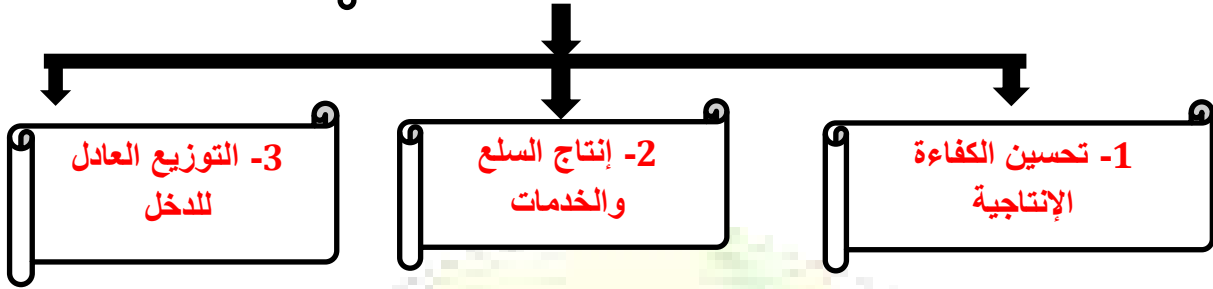 1- تحسين الكفاءة
الإنتاجية
2- إنتاج السلع
والخدمات
3- التوزيع العادل
للدخل